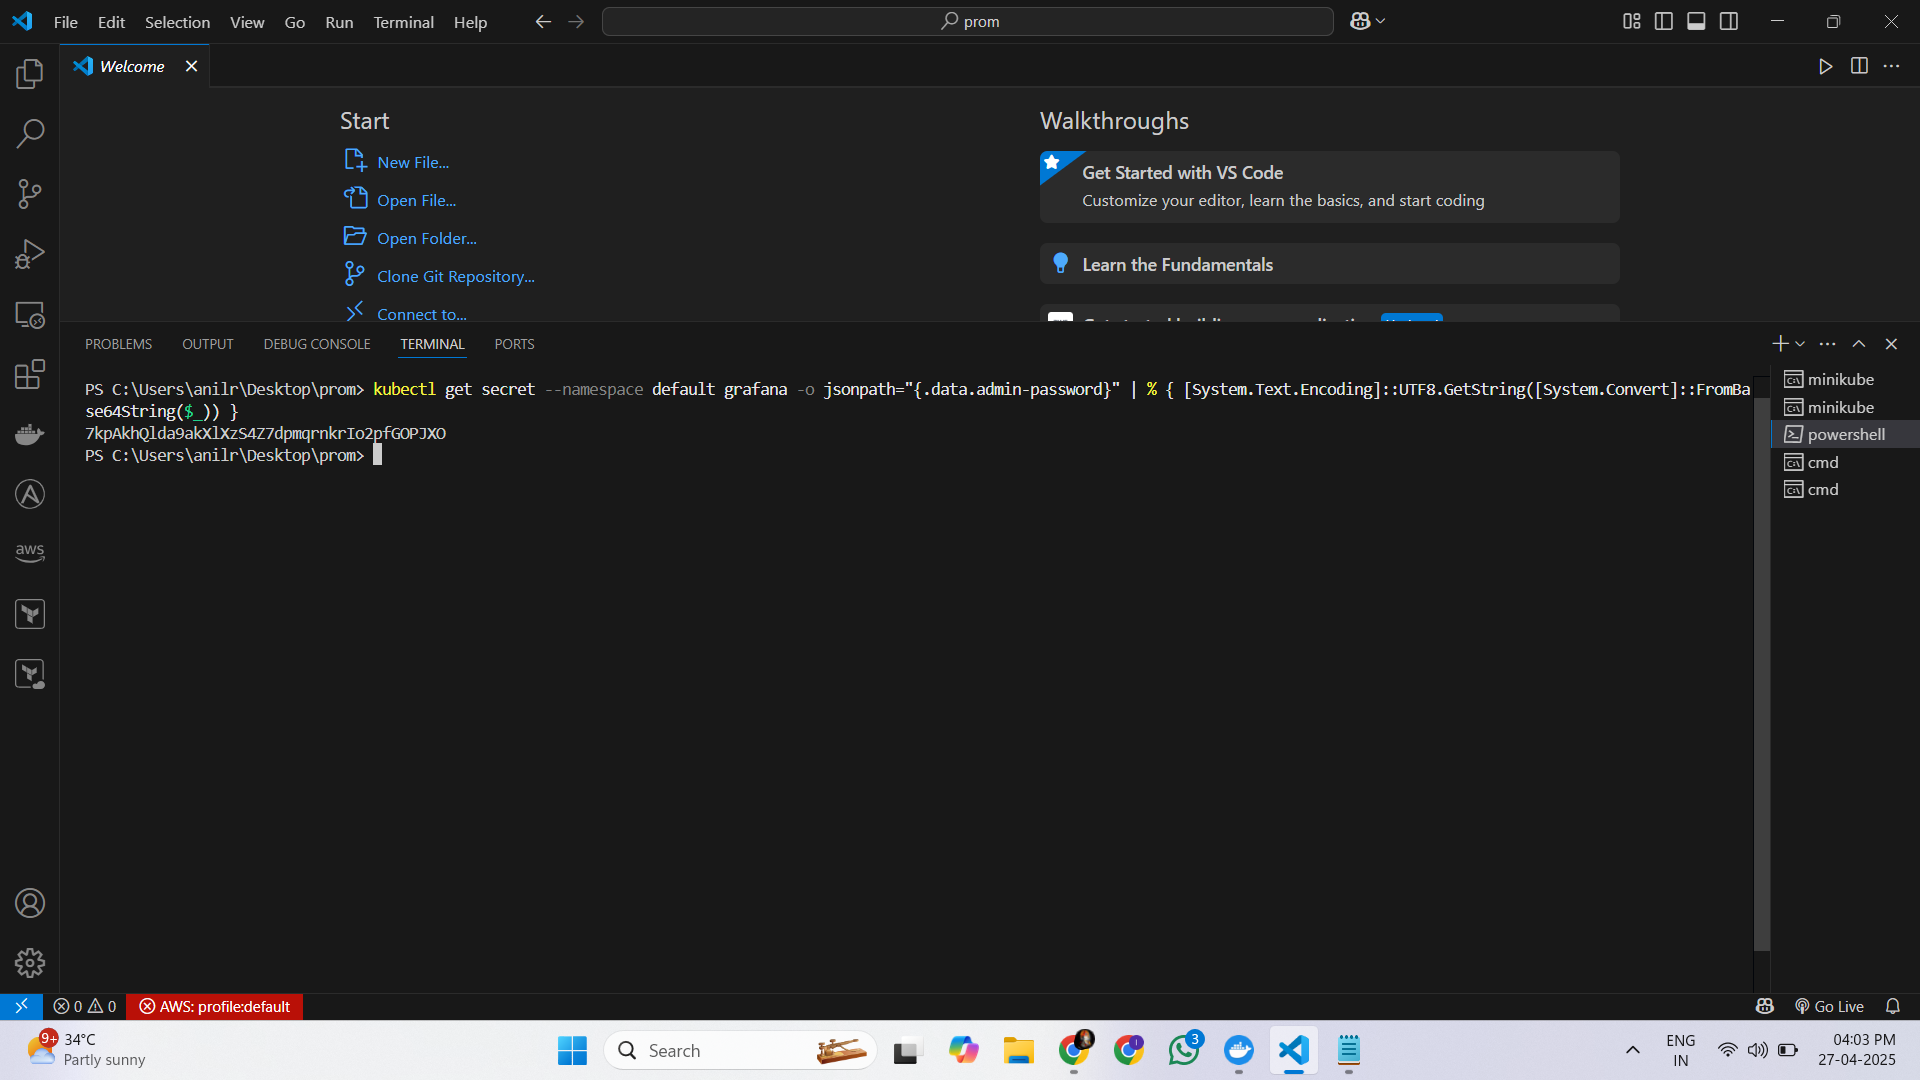 File Edit Selection View Go Run Terminal Help
prom
Welcome
Start
New File...
Open File...
Open Folder...
Clone Git Repository...
Connect to...
Walkthroughs
Get Started with VS Code
Customize your editor, learn the basics, and start coding
Learn the Fundamentals
PROBLEMS OUTPUT DEBUG CONSOLE TERMINAL PORTS
PS C:\Users\anilr\Desktop\prom> kubectl get secret --namespace default grafana -o jsonpath="{.data.admin-password}" | % { [System.Text.Encoding]::UTF8.GetString([System.Convert]::FromBa
se64String($_)) }
7kpAkhQlda9akXlXzS4Z7dpmqrnkrIo2pfGOPJXO
PS C:\Users\anilr\Desktop\prom>
minikube
minikube
powershell
cmd
cmd
aws
0 0 AWS: profile:default
Go Live
9+
34°C
Partly sunny
Search
3
ENG
IN
04:03 PM
27-04-2025